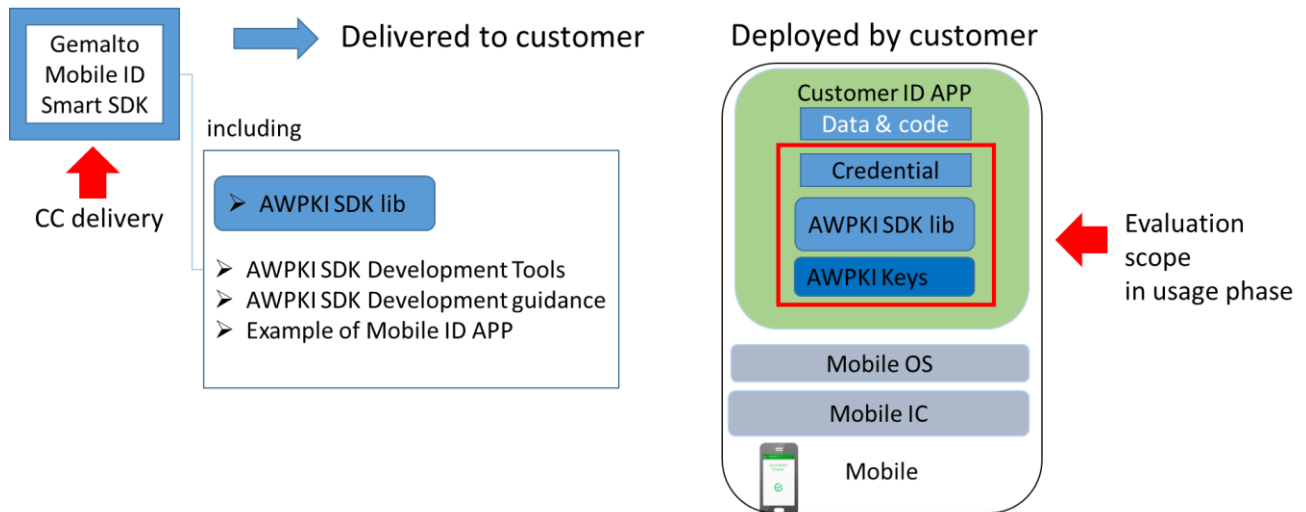 Gemalto
Mobile ID
Smart SDK
Delivered to customer
CC delivery
including
➢ AWPKI SDK lib
➢ AWPKI SDK Development Tools
➢ AWPKI SDK Development guidance
➢ Example of Mobile ID APP
Deployed by customer
Customer ID APP
Data & code
Credential
AWPKI SDK lib
AWPKI Keys
Mobile OS
Mobile IC
Mobile
Evaluation
scope
in usage phase